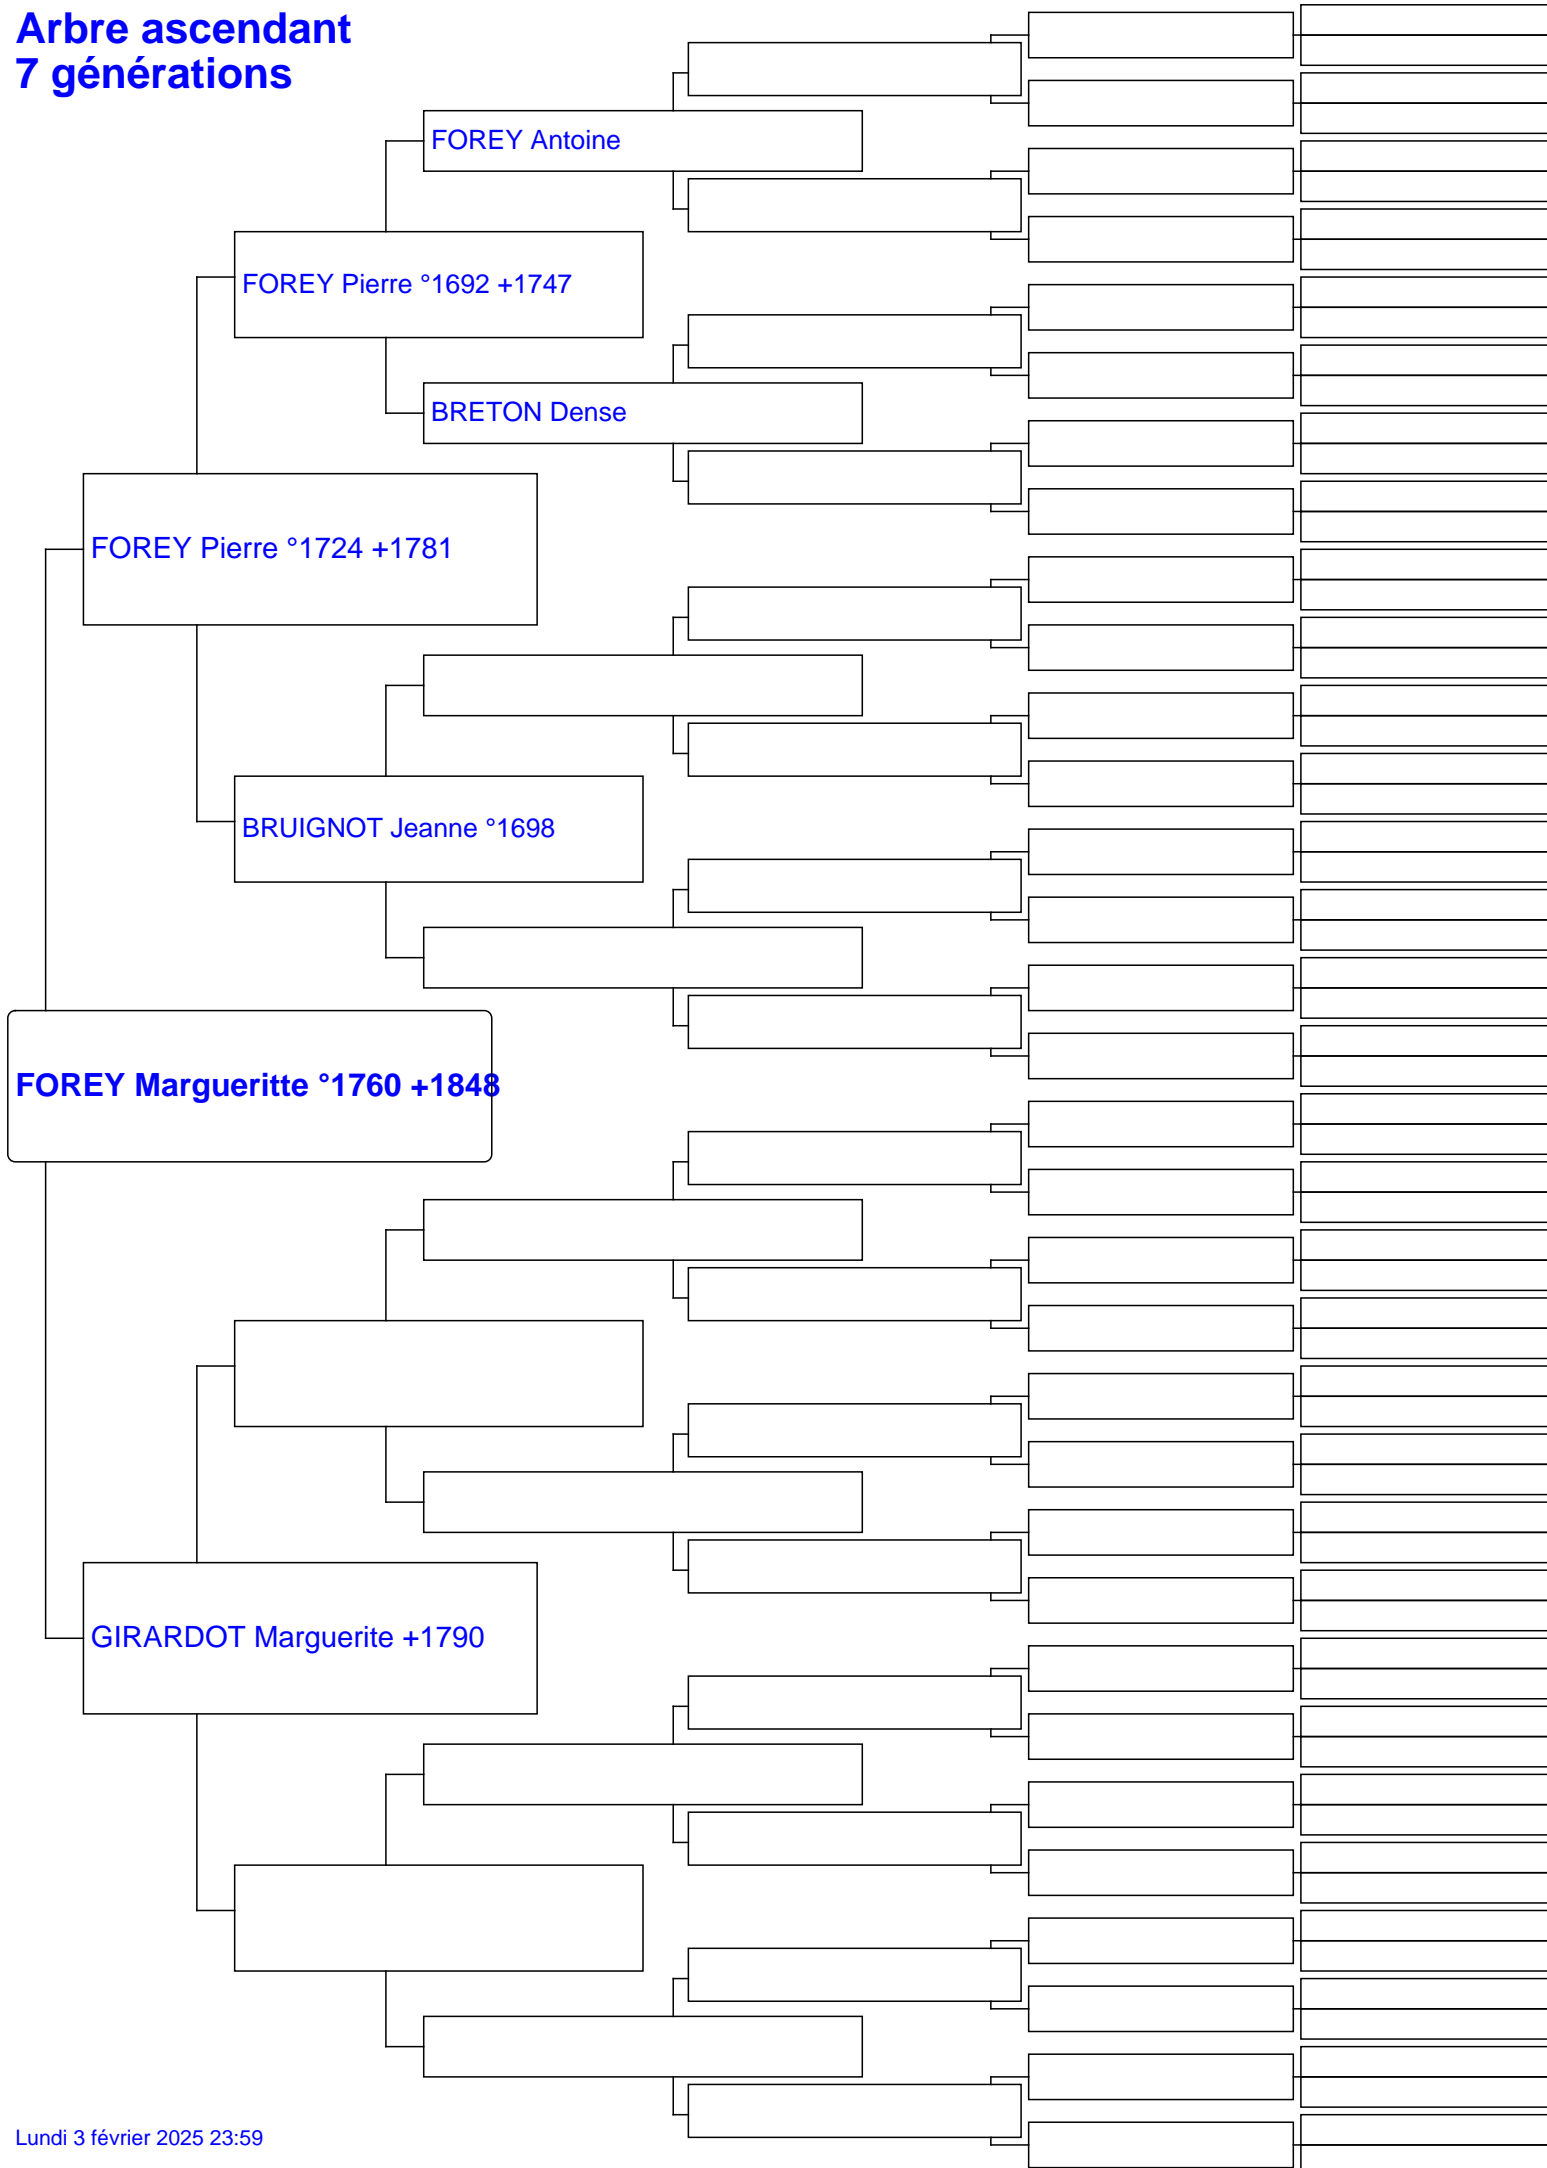 Arbre ascendant
7 générations
FOREY Antoine
FOREY Pierre °1692 +1747
BRETON Dense
FOREY Pierre °1724 +1781
BRUIGNOT Jeanne °1698
FOREY Margueritte °1760 +1848
GIRARDOT Marguerite +1790
Lundi 3 février 2025 23:59